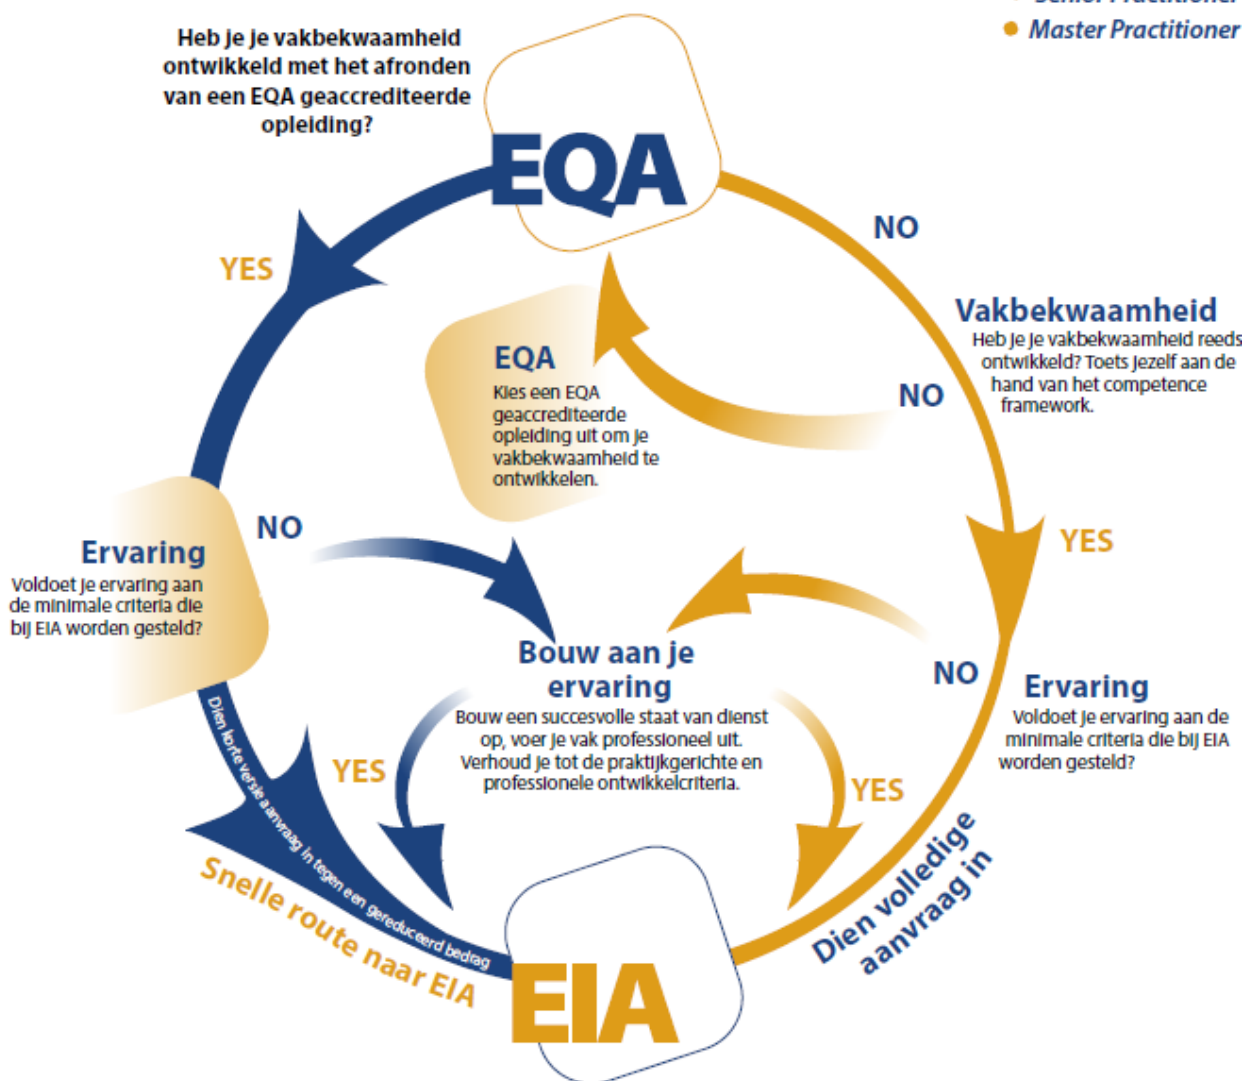 Senior Practitioner
Master Practitioner
Heb je je vakbekwaamheid
ontwikkeld met het afronden
van een EQA geaccrediteerde
opleiding?
EQA
NO
YES
Vakbekwaamheid
Heb je je vakbekwaamheid reeds
ontwikkeld? Toets jezelf aan de
hand van het competence
framework.
EQA
Kies een EQA
geaccrediteerde
opleiding uit om je
vakbekwaamheid te
ontwikkelen.
NO
NO
YES
Ervaring
Voldoet je ervaring aan
de minimale criteria die
bij EIA worden gesteld?
Bouw aan je
ervaring
Bouw een succesvolle staat van dienst
op, voer je vak professioneel uit.
Verhoud je tot de praktijkgerichte en
professionele ontwikkelcriteria.
NO
Ervaring
Voldoet je ervaring aan de
minimale criteria die bij EIA
worden gesteld?
YES
YES
Dien korte versie aanvraag in tegen een gereduceerd bedrag
Snelle route naar EIA
Dien volledige
aanvraag in
EIA